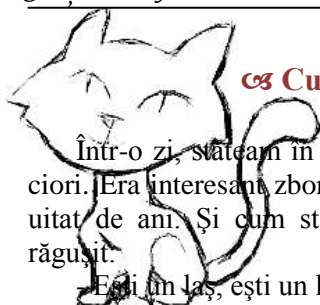 Cu
Într-o zi, stăteam în
ciori. Era interesant zbor
uitat de ani. Şi cum st
răguşit:
- Eşti un laş, eşti un l